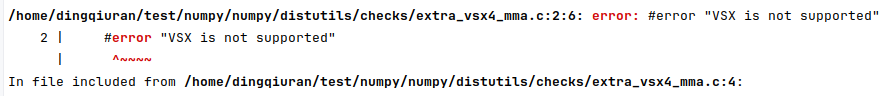 /home/dingqiuran/test/numpy/numpy/distutils/checks/extra_vsx4_mma.c:2:6: error: #error "VSX is not supported"
    2 |     #error "VSX is not supported"
      |      ^~~~~
In file included from /home/dingqiuran/test/numpy/numpy/distutils/checks/extra_vsx4_mma.c:4: